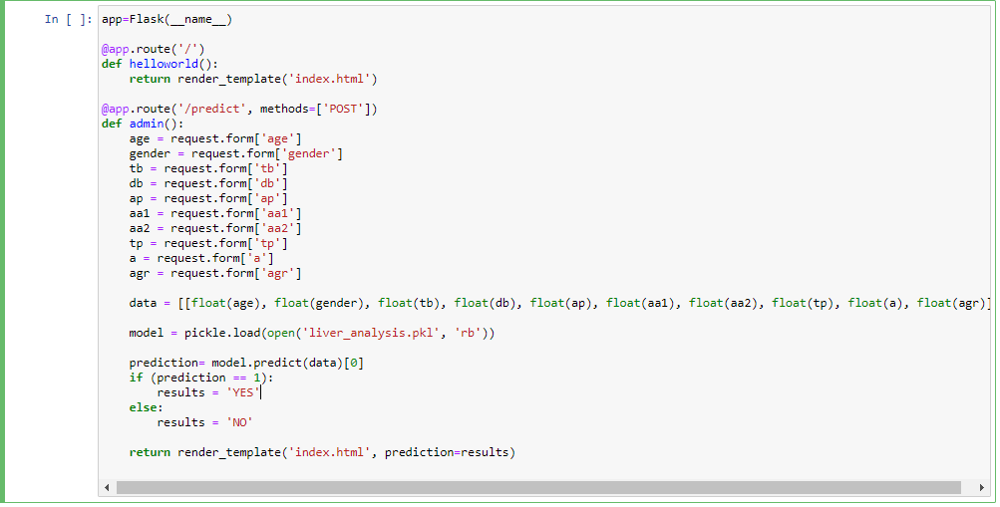 In [ ]: app=Flask(__name__)
@app.route('/')
def helloworld():
    return render_template('index.html')
@app.route('/predict', methods=['POST'])
def admin():
    age = request.form['age']
    gender = request.form['gender']
    tb = request.form['tb']
    db = request.form['db']
    ap = request.form['ap']
    aa1 = request.form['aa1']
    aa2 = request.form['aa2']
    tp = request.form['tp']
    a = request.form['a']
    agr = request.form['agr']
    data = [[float(age), float(gender), float(tb), float(db), float(ap), float(aa1), float(aa2), float(tp), float(a), float(agr)]
    model = pickle.load(open('liver_analysis.pkl', 'rb'))
    prediction= model.predict(data)[0]
    if (prediction == 1):
        results = 'YES'
    else:
        results = 'NO'
    return render_template('index.html', prediction=results)